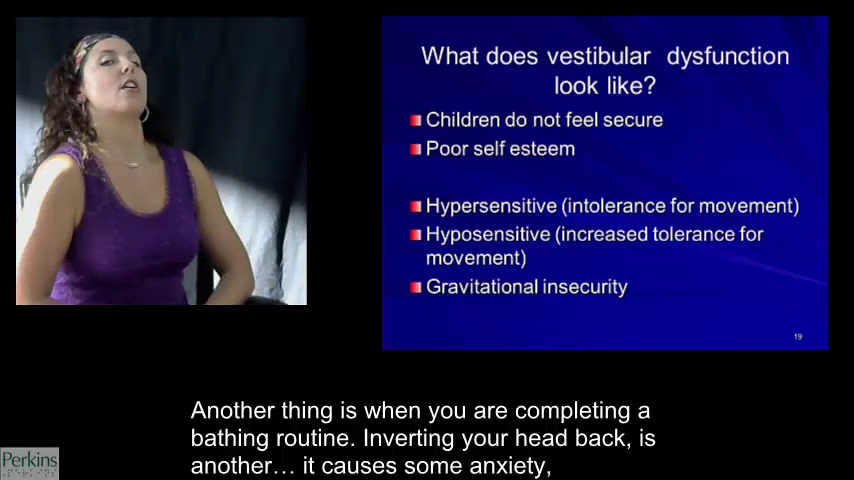 What does vestibular dysfunction
look like?
Children do not feel secure
Poor self esteem
Hypersensitive (intolerance for movement)
Hyposensitive (increased tolerance for
movement)
Gravitational insecurity
19
Another thing is when you are completing a
bathing routine. Inverting your head back, is
another… it causes some anxiety,
Perkins